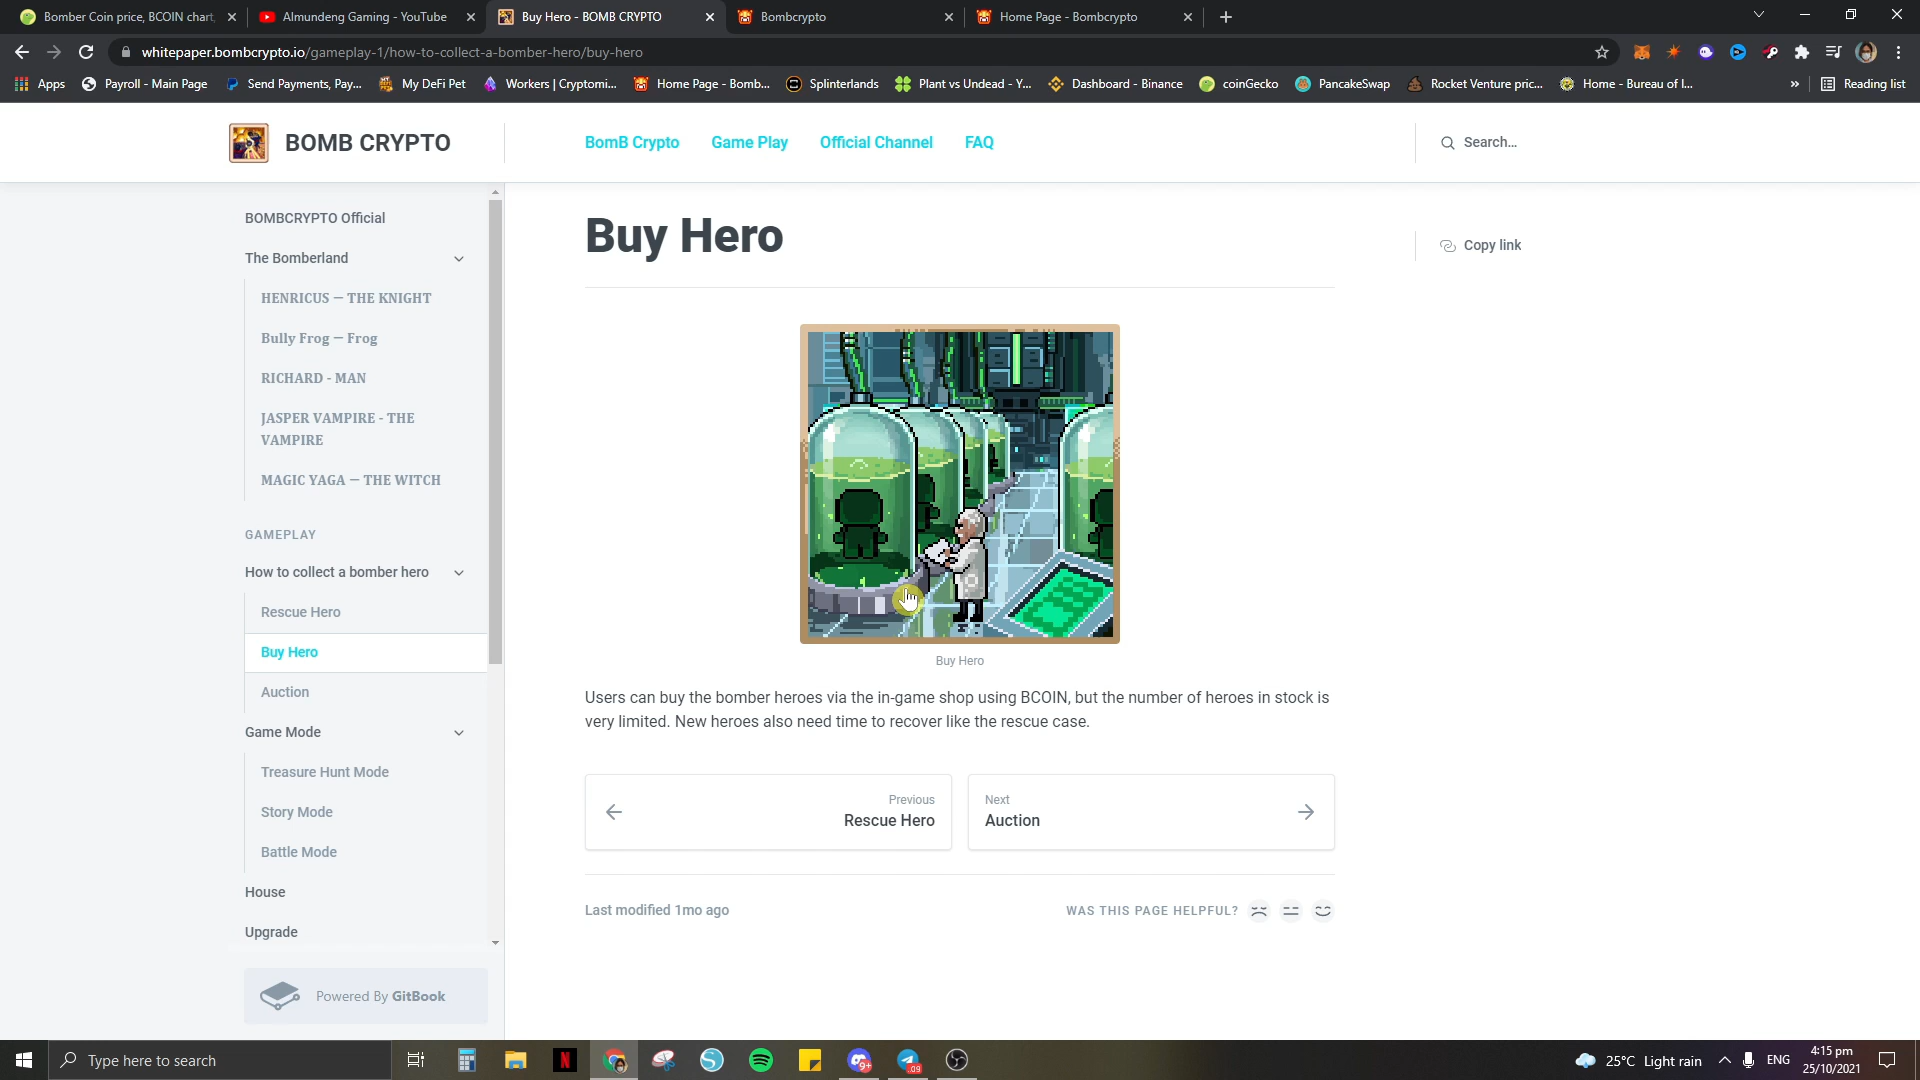 Bomber Coin price, BCOIN chart,
Almundeng Gaming - YouTube
Buy Hero - BOMB CRYPTO
Bombcrypto
Home Page - Bombcrypto
whitepaper.bombcrypto.io/gameplay-1/how-to-collect-a-bomber-hero/buy-hero
Apps
Payroll - Main Page
Send Payments, Pay...
My DeFi Pet
Workers | Cryptomi...
Home Page - Bomb...
Splinterlands
Plant vs Undead - Y...
Dashboard - Binance
coinGecko
PancakeSwap
Rocket Venture pric...
Home - Bureau of I...
»
Reading list
BOMB CRYPTO
BomB Crypto
Game Play
Official Channel
FAQ
Search...
BOMBCRYPTO Official
The Bomberland
HENRICUS — THE KNIGHT
Bully Frog — Frog
RICHARD - MAN
JASPER VAMPIRE - THE
VAMPIRE
MAGIC YAGA — THE WITCH
GAMEPLAY
How to collect a bomber hero
Rescue Hero
Buy Hero
Auction
Game Mode
Treasure Hunt Mode
Story Mode
Battle Mode
House
Upgrade
Powered By GitBook
Buy Hero
Copy link
Buy Hero
Users can buy the bomber heroes via the in-game shop using BCOIN, but the number of heroes in stock is
very limited. New heroes also need time to recover like the rescue case.
Previous
Rescue Hero
Next
Auction
Last modified 1mo ago
WAS THIS PAGE HELPFUL?
Type here to search
9+
09
25°C Light rain
ENG
4:15 pm
25/10/2021